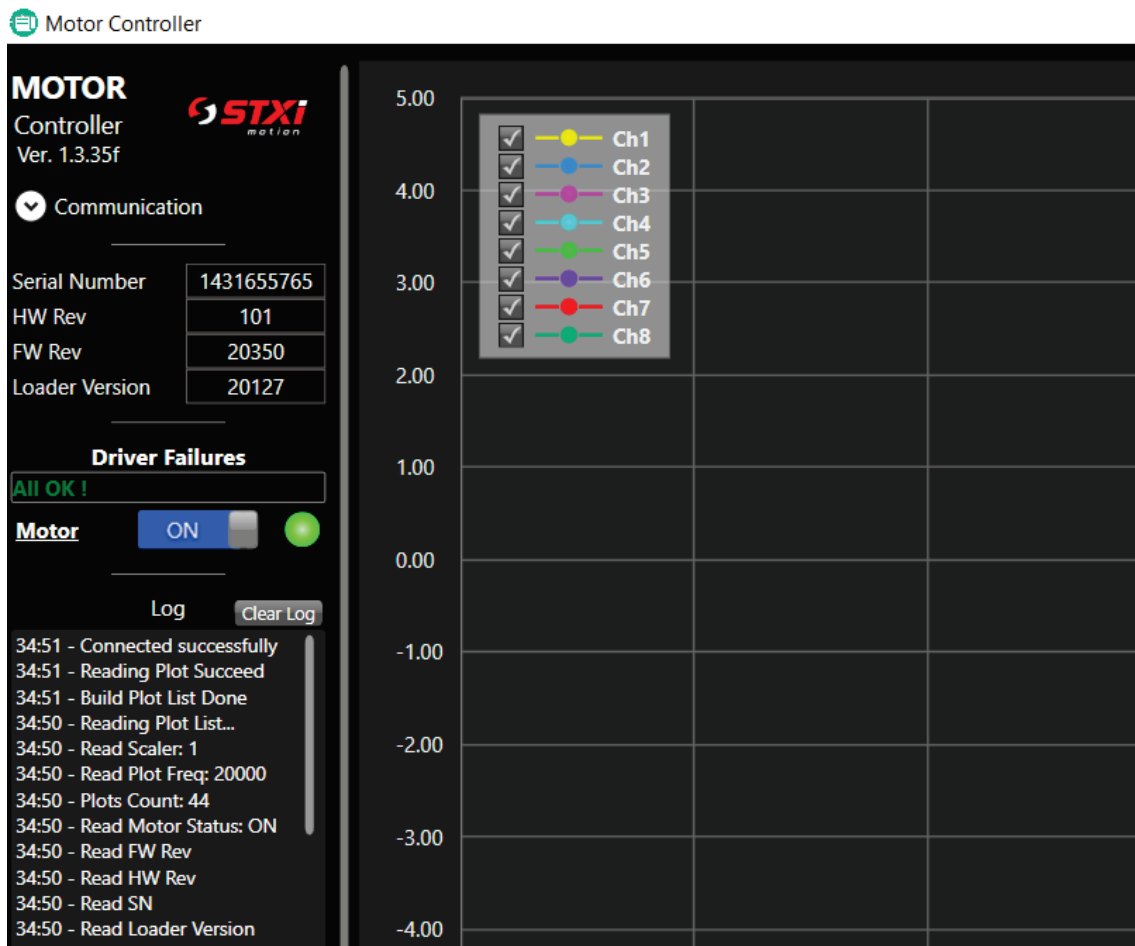 Motor Controller
MOTOR
Controller
Ver. 1.3.35f
STXi
motion
Communication
Serial Number 1431655765
HW Rev 101
FW Rev 20350
Loader Version 20127
Driver Failures
All OK !
Motor ON
Log Clear Log
34:51 - Connected successfully
34:51 - Reading Plot Succeed
34:51 - Build Plot List Done
34:50 - Reading Plot List...
34:50 - Read Scaler: 1
34:50 - Read Plot Freq: 20000
34:50 - Plots Count: 44
34:50 - Read Motor Status: ON
34:50 - Read FW Rev
34:50 - Read HW Rev
34:50 - Read SN
34:50 - Read Loader Version
5.00
4.00
3.00
2.00
1.00
0.00
-1.00
-2.00
-3.00
-4.00
Ch1
Ch2
Ch3
Ch4
Ch5
Ch6
Ch7
Ch8